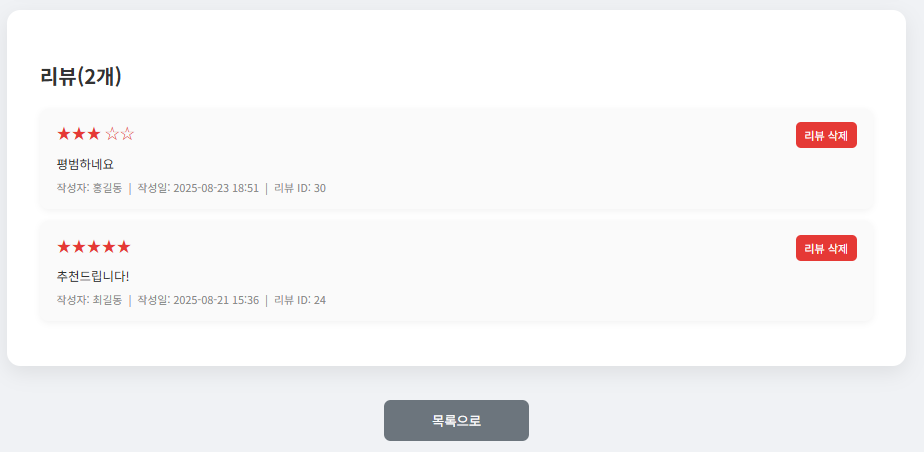 리뷰(2개)
★★★ ☆☆
리뷰 삭제
평범하네요
작성자: 홍길동 | 작성일: 2025-08-23 18:51 | 리뷰 ID: 30
★★★★★
리뷰 삭제
추천드립니다!
작성자: 최길동 | 작성일: 2025-08-21 15:36 | 리뷰 ID: 24
목록으로